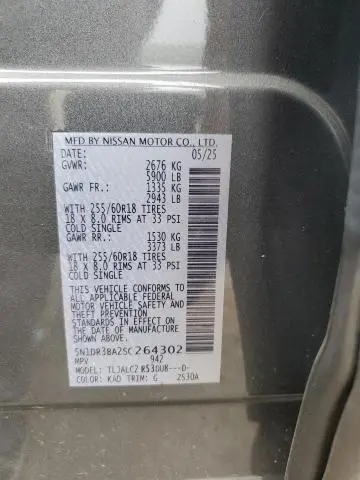 MFD BY NISSAN MOTOR CO., LTD.
DATE: 05/25
GVWR: 2676 KG
5900 LB
GAWR FR.: 1335 KG
2943 LB
WITH 255/60R18 TIRES
18 X 8.0 RIMS AT 33 PSI
COLD SINGLE
GAWR RR.: 1530 KG
3373 LB
WITH 255/60R18 TIRES
18 X 8.0 RIMS AT 33 PSI
COLD SINGLE
THIS VEHICLE CONFORMS TO ALL
APPLICABLE FEDERAL MOTOR
VEHICLE SAFETY AND THEFT
PREVENTION STANDARDS IN
EFFECT ON THE DATE OF
MANUFACTURE SHOWN ABOVE.
5N1DR3BA2SC264302
MPV 942
MODEL: TLJALC2 R53DU8---D-
COLOR: KAD TRIM: G 2530A